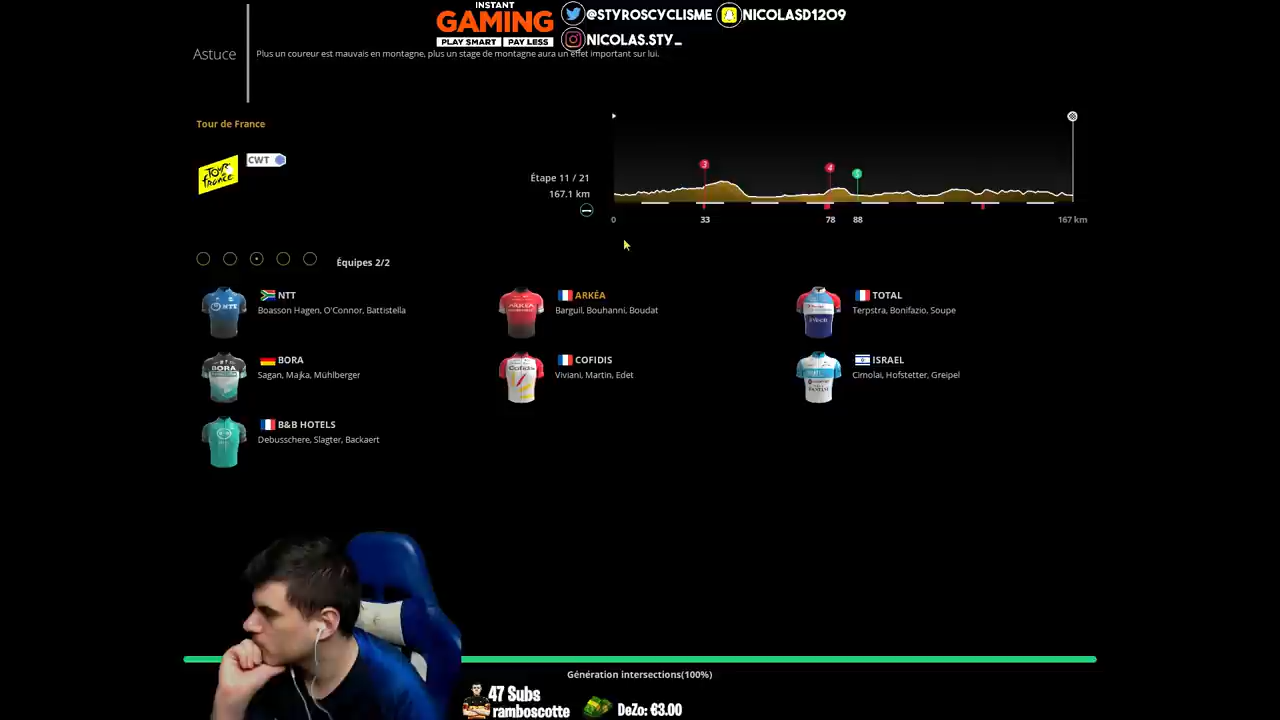 INSTANT
GAMING
PLAY SMART PAY LESS
@STYROSCYCLISME
NICOLASD1209
NICOLAS.STY_
Astuce
Plus un coureur est mauvais en montagne, plus un stage de montagne aura un effet important sur lui.
Tour de France
TOUR
france
CWT
Étape 11 / 21
167.1 km
3
4
S
0
33
78
88
167 km
Équipes 2/2
NTT
Boasson Hagen, O'Connor, Battistella
ARKÉA
Barguil, Bouhanni, Boudat
TOTAL
Terpstra, Bonifazio, Soupe
BORA
Sagan, Majka, Mühlberger
COFIDIS
Viviani, Martin, Edet
ISRAEL
Cimolai, Hofstetter, Greipel
B&B HOTELS
Debusschere, Slagter, Backaert
Génération intersections(100%)
47 Subs
ramboscotte
DeZo: €3.00